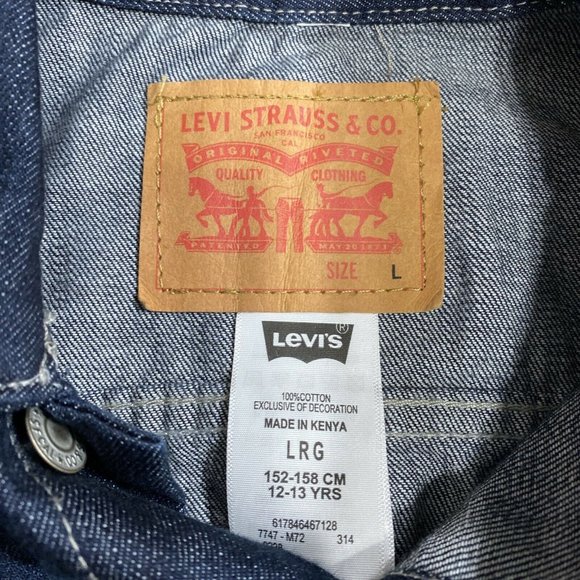 LEVI STRAUSS & CO.
SAN FRANCISCO
CAL
ORIGINAL RIVETED
QUALITY CLOTHING
PATENTED MAY 20 1873
SIZE L
LEVI'S ®
100%COTTON
EXCLUSIVE OF DECORATION
MADE IN KENYA
LRG
152-158 CM
12-13 YRS
617846467128
7747 - M72 314